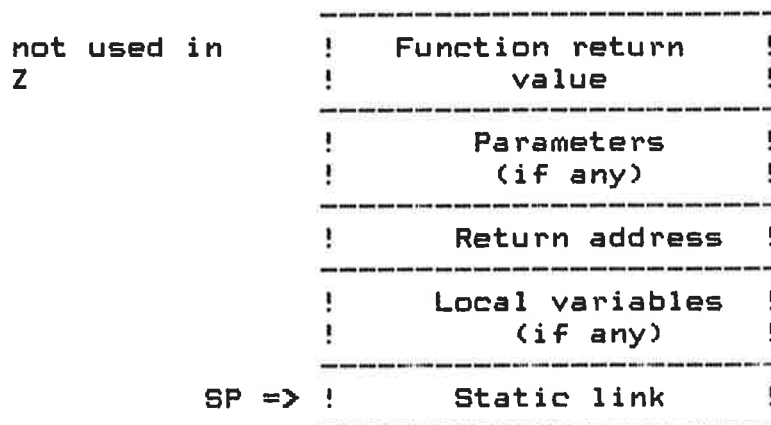 not used in ! Function return !
Z ! value !
! Parameters !
! (if any) !
! Return address !
! Local variables !
! (if any) !
SP => ! Static link !